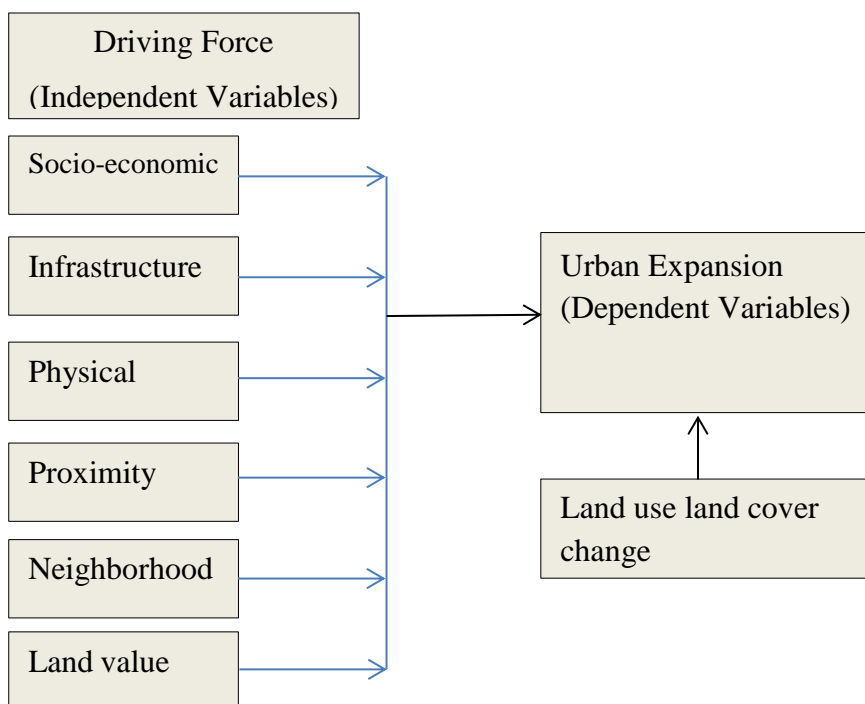 Driving Force
(Independent Variables)
Socio-economic
Infrastructure
Physical
Proximity
Neighborhood
Land value
Urban Expansion
(Dependent Variables)
Land use land cover
change